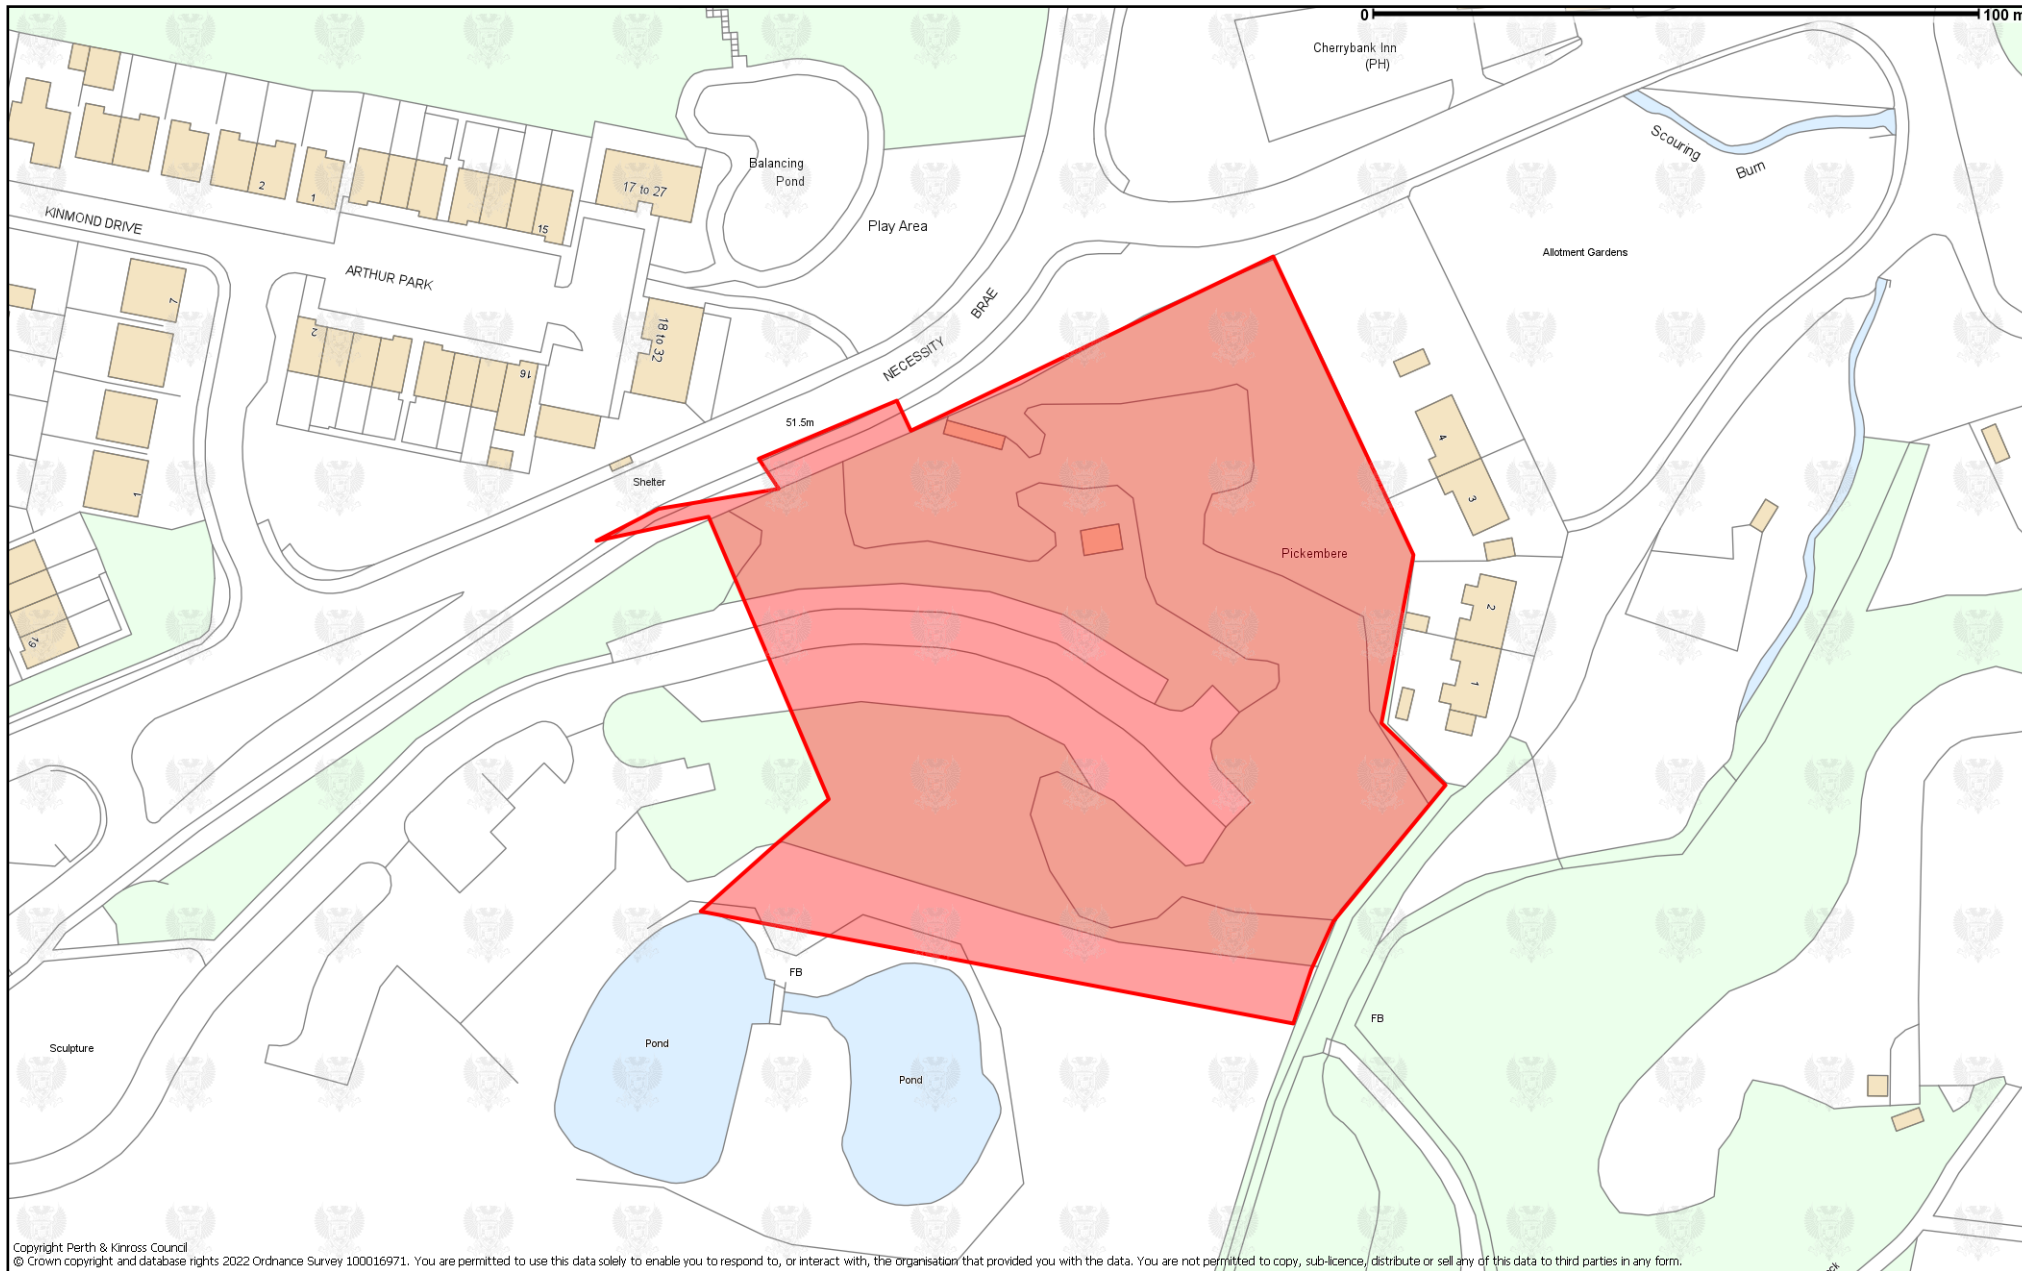 0 100 m
Cherrybank Inn
(PH)
Scouring
Burn
Balancing
Pond
17 to 27
2
1
15
KINMOND DRIVE
Play Area
Allotment Gardens
ARTHUR PARK
7
BRAE
2
18 to 32
NECESSITY
16
51.5m
4
Shelter
3
1
Pickembere
2
19
1
FB
FB
Sculpture
Pond
Pond
Copyright Perth & Kinross Council
© Crown copyright and database rights 2022 Ordnance Survey 100016971. You are permitted to use this data solely to enable you to respond to, or interact with, the organisation that provided you with the data. You are not permitted to copy, sub-licence, distribute or sell any of this data to third parties in any form.